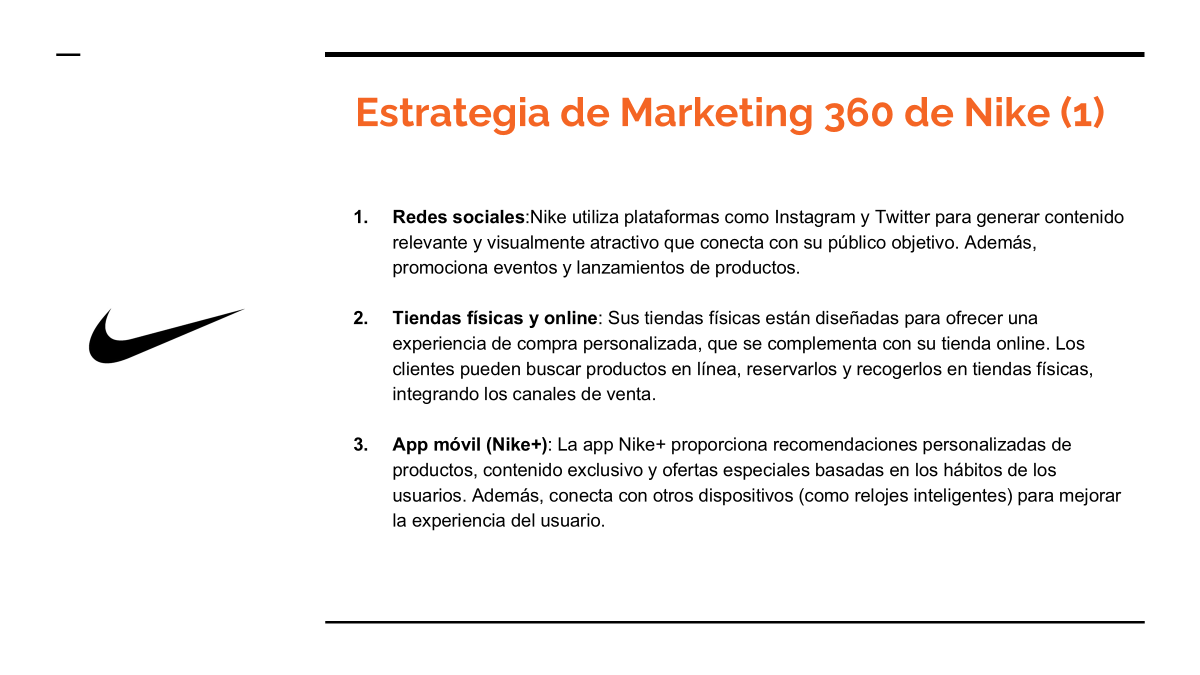 Estrategia de Marketing 360 de Nike (1)
1. Redes sociales:Nike utiliza plataformas como Instagram y Twitter para generar contenido
relevante y visualmente atractivo que conecta con su público objetivo. Además,
promociona eventos y lanzamientos de productos.
2. Tiendas físicas y online: Sus tiendas físicas están diseñadas para ofrecer una
experiencia de compra personalizada, que se complementa con su tienda online. Los
clientes pueden buscar productos en línea, reservarlos y recogerlos en tiendas físicas,
integrando los canales de venta.
3. App móvil (Nike+): La app Nike+ proporciona recomendaciones personalizadas de
productos, contenido exclusivo y ofertas especiales basadas en los hábitos de los
usuarios. Además, conecta con otros dispositivos (como relojes inteligentes) para mejorar
la experiencia del usuario.